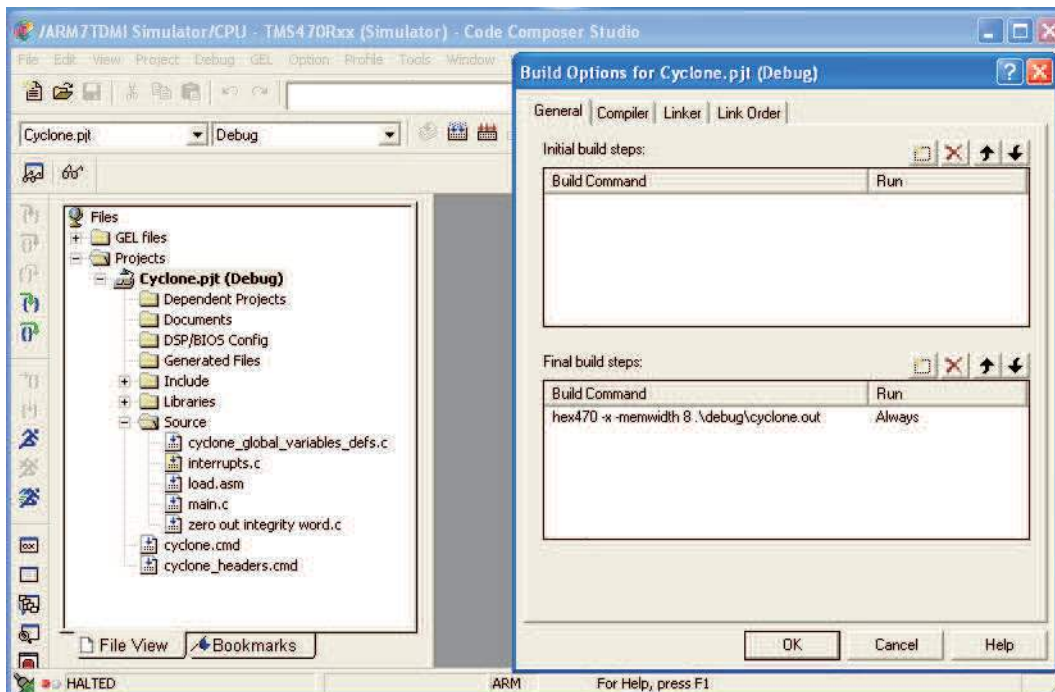 /ARM7TDMI Simulator/CPU - TMS470Rxx (Simulator) - Code Composer Studio
File Edit View Project Debug GEL Option Profile Tools Window
Cyclone.pjt Debug
Files
GEL files
Projects
Cyclone.pjt (Debug)
Dependent Projects
Documents
DSP/BIOS Config
Generated Files
Include
Libraries
Source
cyclone_global_variables_defs.c
interrupts.c
load.asm
main.c
zero out integrity word.c
cyclone.cmd
cyclone_headers.cmd
File View Bookmarks
HALTED ARM For Help, press F1
Build Options for Cyclone.pjt (Debug)
General Compiler Linker Link Order
Initial build steps:
Build Command Run
Final build steps:
Build Command Run
hex470 -x -memwidth 8 .\debug\cyclone.out Always
OK Cancel Help